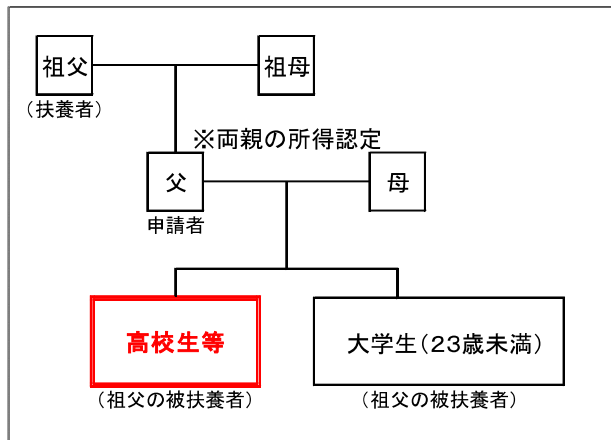 祖父
祖母
（扶養者）
※両親の所得認定
父
母
申請者
高校生等
大学生（２３歳未満）
（祖父の被扶養者）
（祖父の被扶養者）